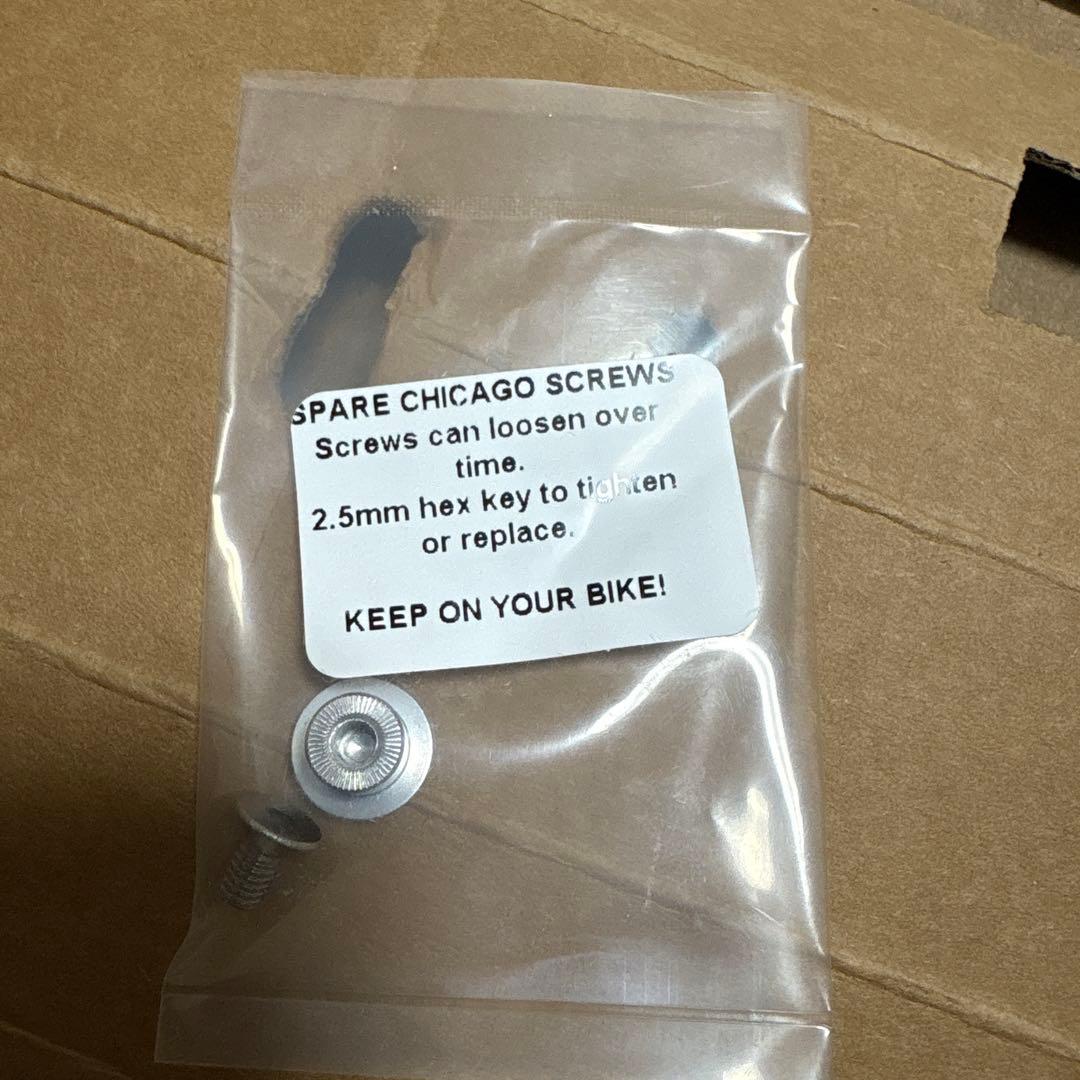 SPARE CHICAGO SCREWS
Screws can loosen over
time.
2.5mm hex key to tighten
or replace.
KEEP ON YOUR BIKE!